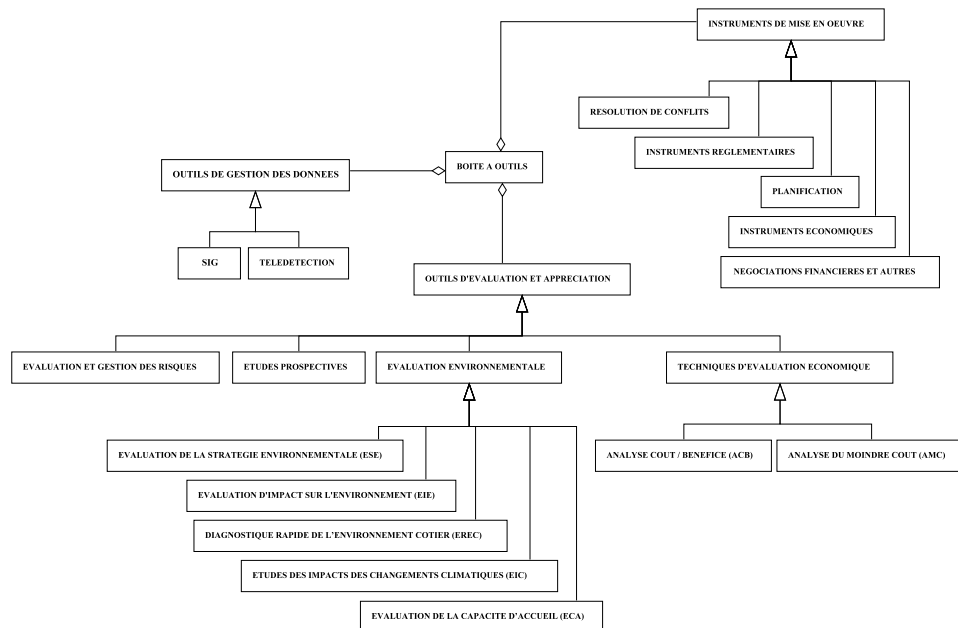 INSTRUMENTS DE MISE EN OEUVRE
RESOLUTION DE CONFLITS
INSTRUMENTS REGLEMENTAIRES
BOITE A OUTILS
OUTILS DE GESTION DES DONNEES
PLANIFICATION
INSTRUMENTS ECONOMIQUES
SIG
TELEDETECTION
NEGOCIATIONS FINANCIERES ET AUTRES
OUTILS D'EVALUATION ET APPRECIATION
EVALUATION ET GESTION DES RISQUES
ETUDES PROSPECTIVES
EVALUATION ENVIRONNEMENTALE
TECHNIQUES D'EVALUATION ECONOMIQUE
EVALUATION DE LA STRATEGIE ENVIRONNEMENTALE (ESE)
ANALYSE COUT / BENEFICE (ACB)
ANALYSE DU MOINDRE COUT (AMC)
EVALUATION D'IMPACT SUR L'ENVIRONNEMENT (EIE)
DIAGNOSTIQUE RAPIDE DE L'ENVIRONNEMENT COTIER (EREC)
ETUDES DES IMPACTS DES CHANGEMENTS CLIMATIQUES (EIC)
EVALUATION DE LA CAPACITE D'ACCUEIL (ECA)